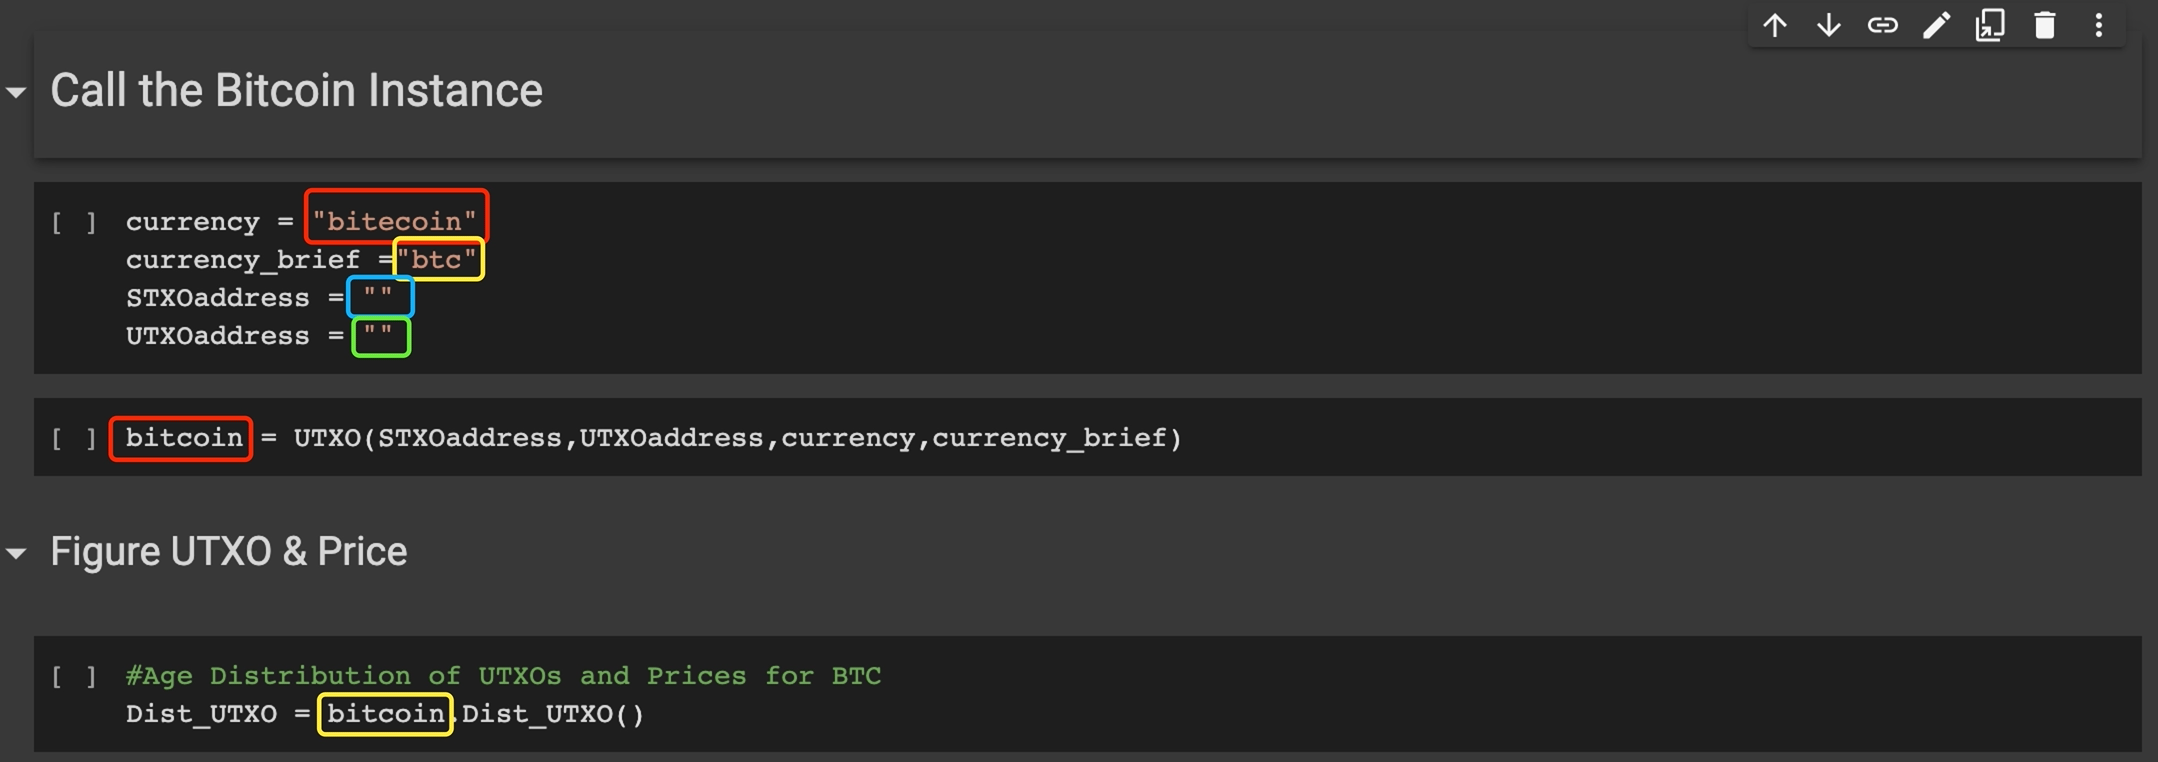 Call the Bitcoin Instance
[ ] currency = "bitecoin"
currency_brief ="btc"
STXOaddress = ""
UTXOaddress = ""
[ ] bitcoin = UTXO(STXOaddress,UTXOaddress,currency,currency_brief)
Figure UTXO & Price
[ ] #Age Distribution of UTXOs and Prices for BTC
Dist_UTXO = bitcoin.Dist_UTXO()